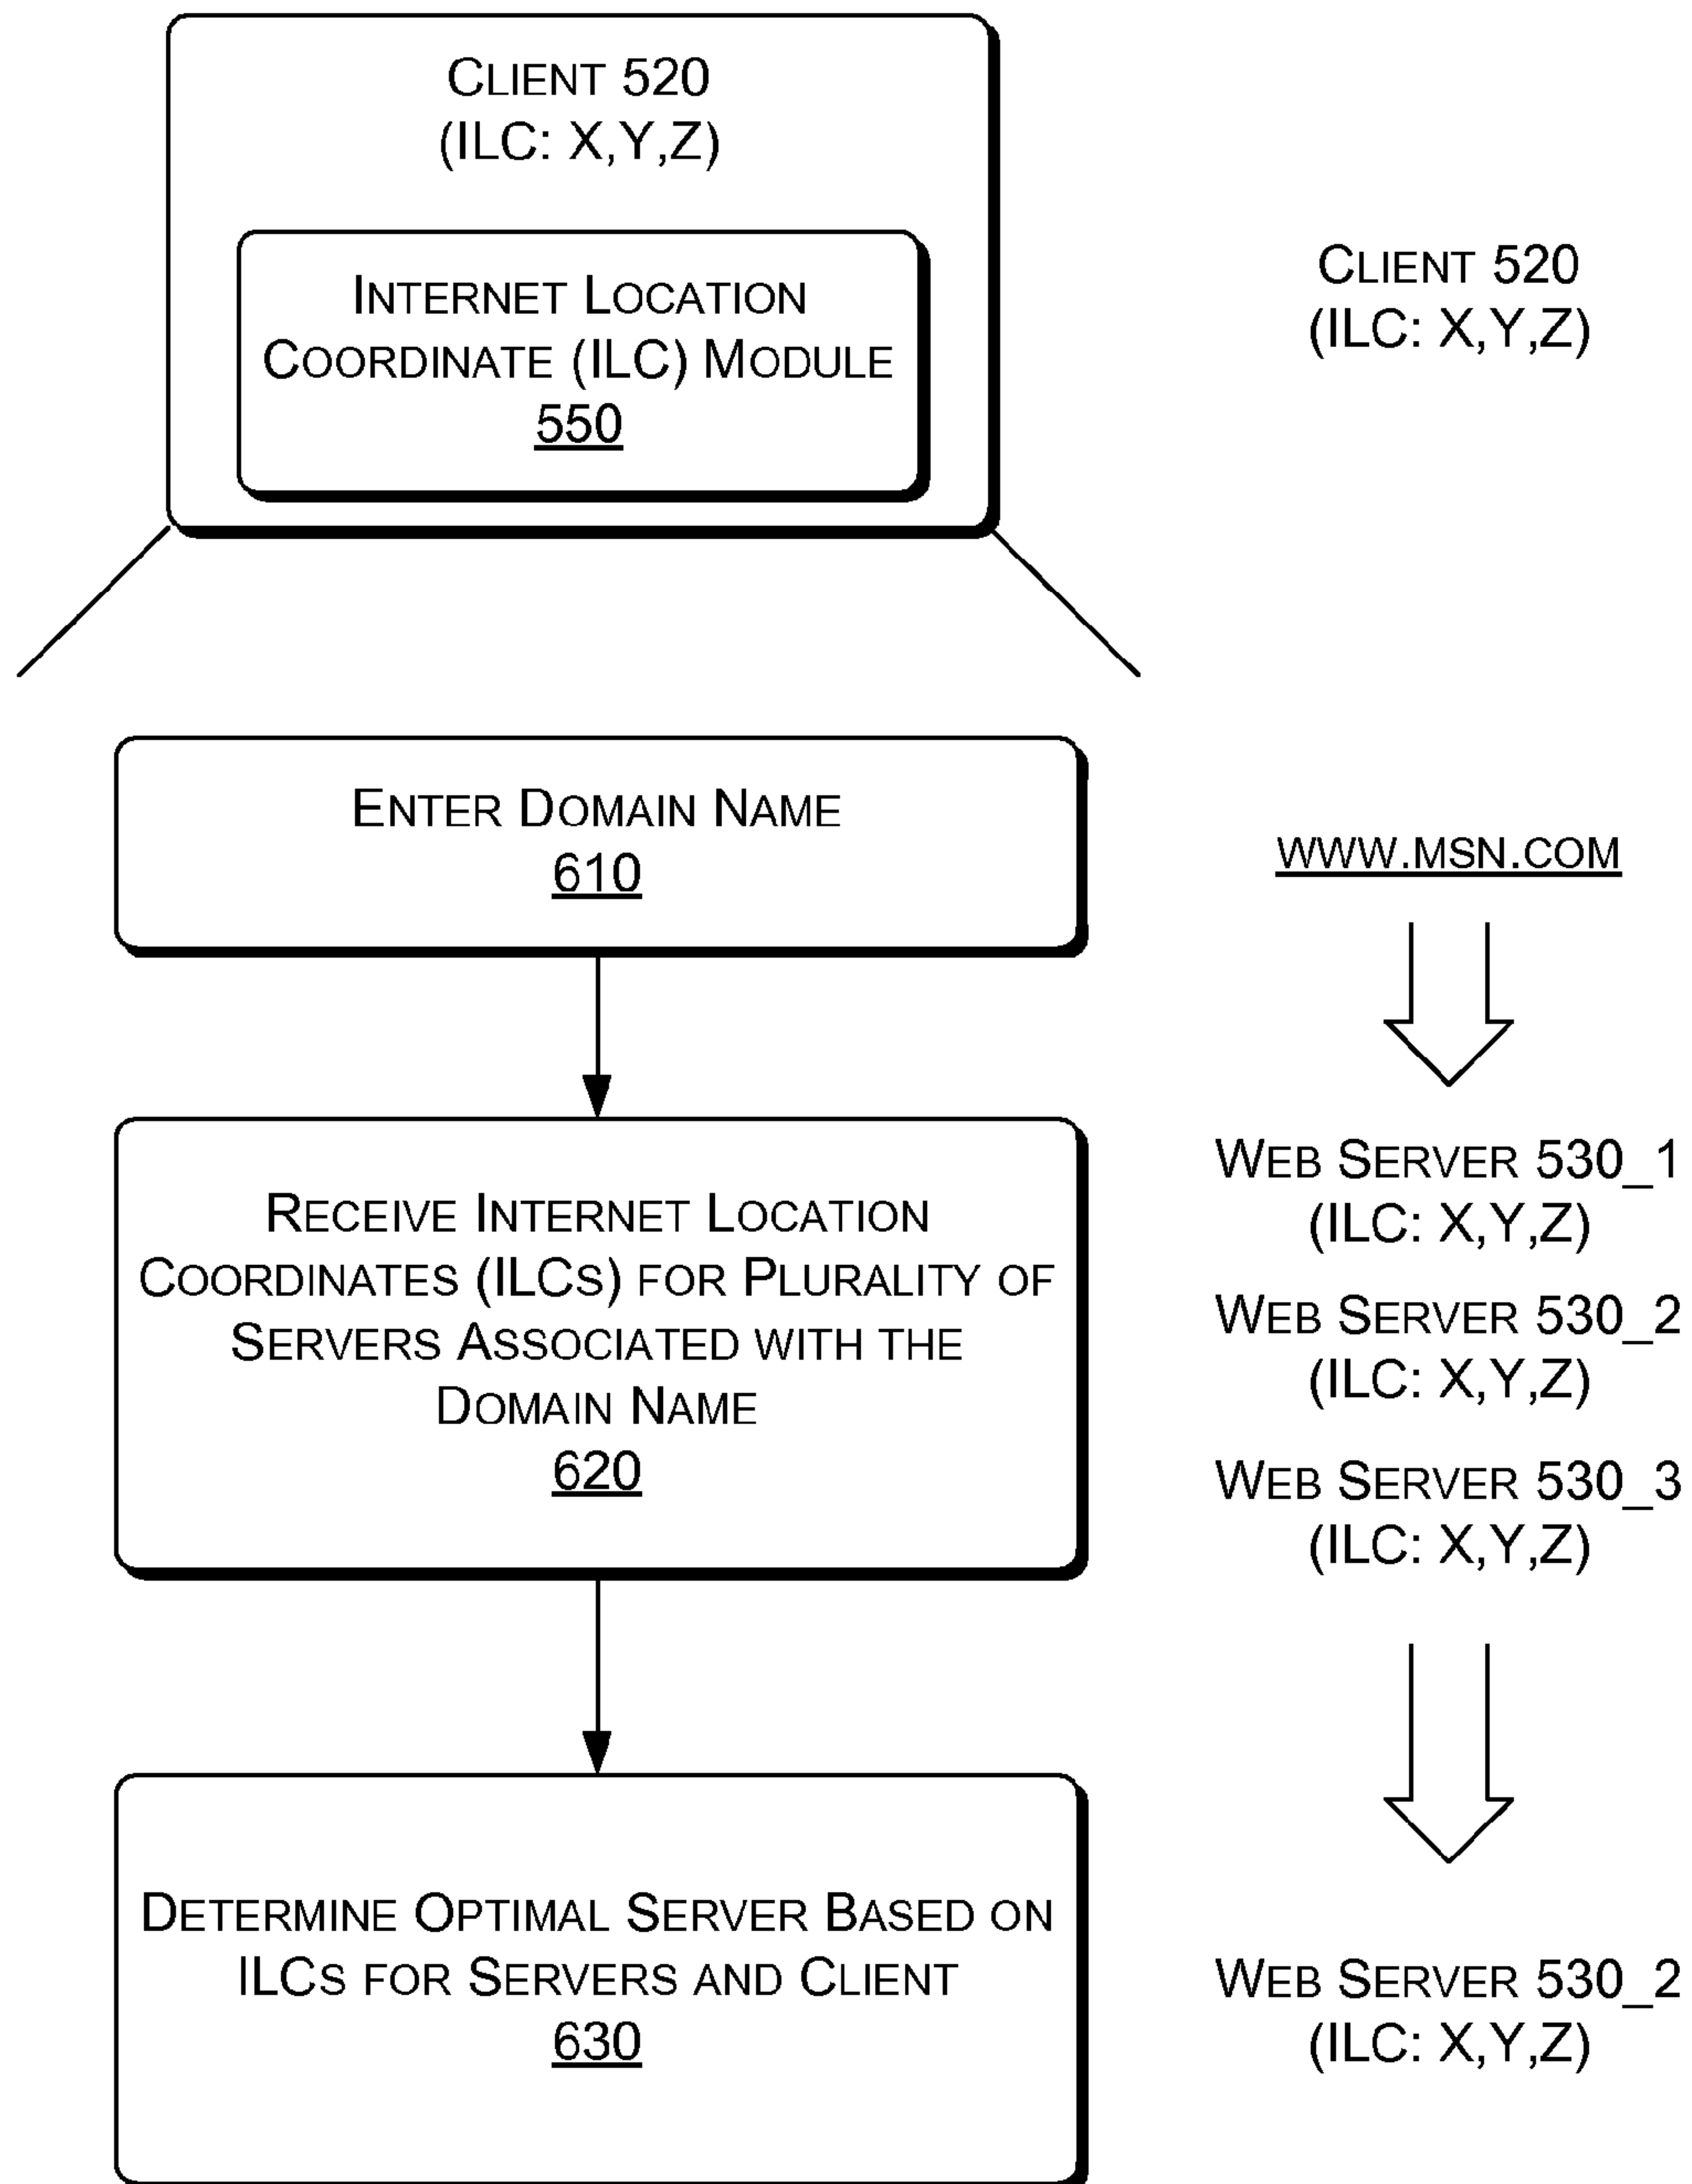 CLIENT 520
(ILC: X,Y,Z)
INTERNET LOCATION
COORDINATE (ILC) MODULE
550
CLIENT 520
(ILC: X,Y,Z)
ENTER DOMAIN NAME
610
WWW.MSN.COM
RECEIVE INTERNET LOCATION
COORDINATES (ILCS) FOR PLURALITY OF
SERVERS ASSOCIATED WITH THE
DOMAIN NAME
620
WEB SERVER 530_1
(ILC: X,Y,Z)
WEB SERVER 530_2
(ILC: X,Y,Z)
WEB SERVER 530_3
(ILC: X,Y,Z)
DETERMINE OPTIMAL SERVER BASED ON
ILCS FOR SERVERS AND CLIENT
630
WEB SERVER 530_2
(ILC: X,Y,Z)